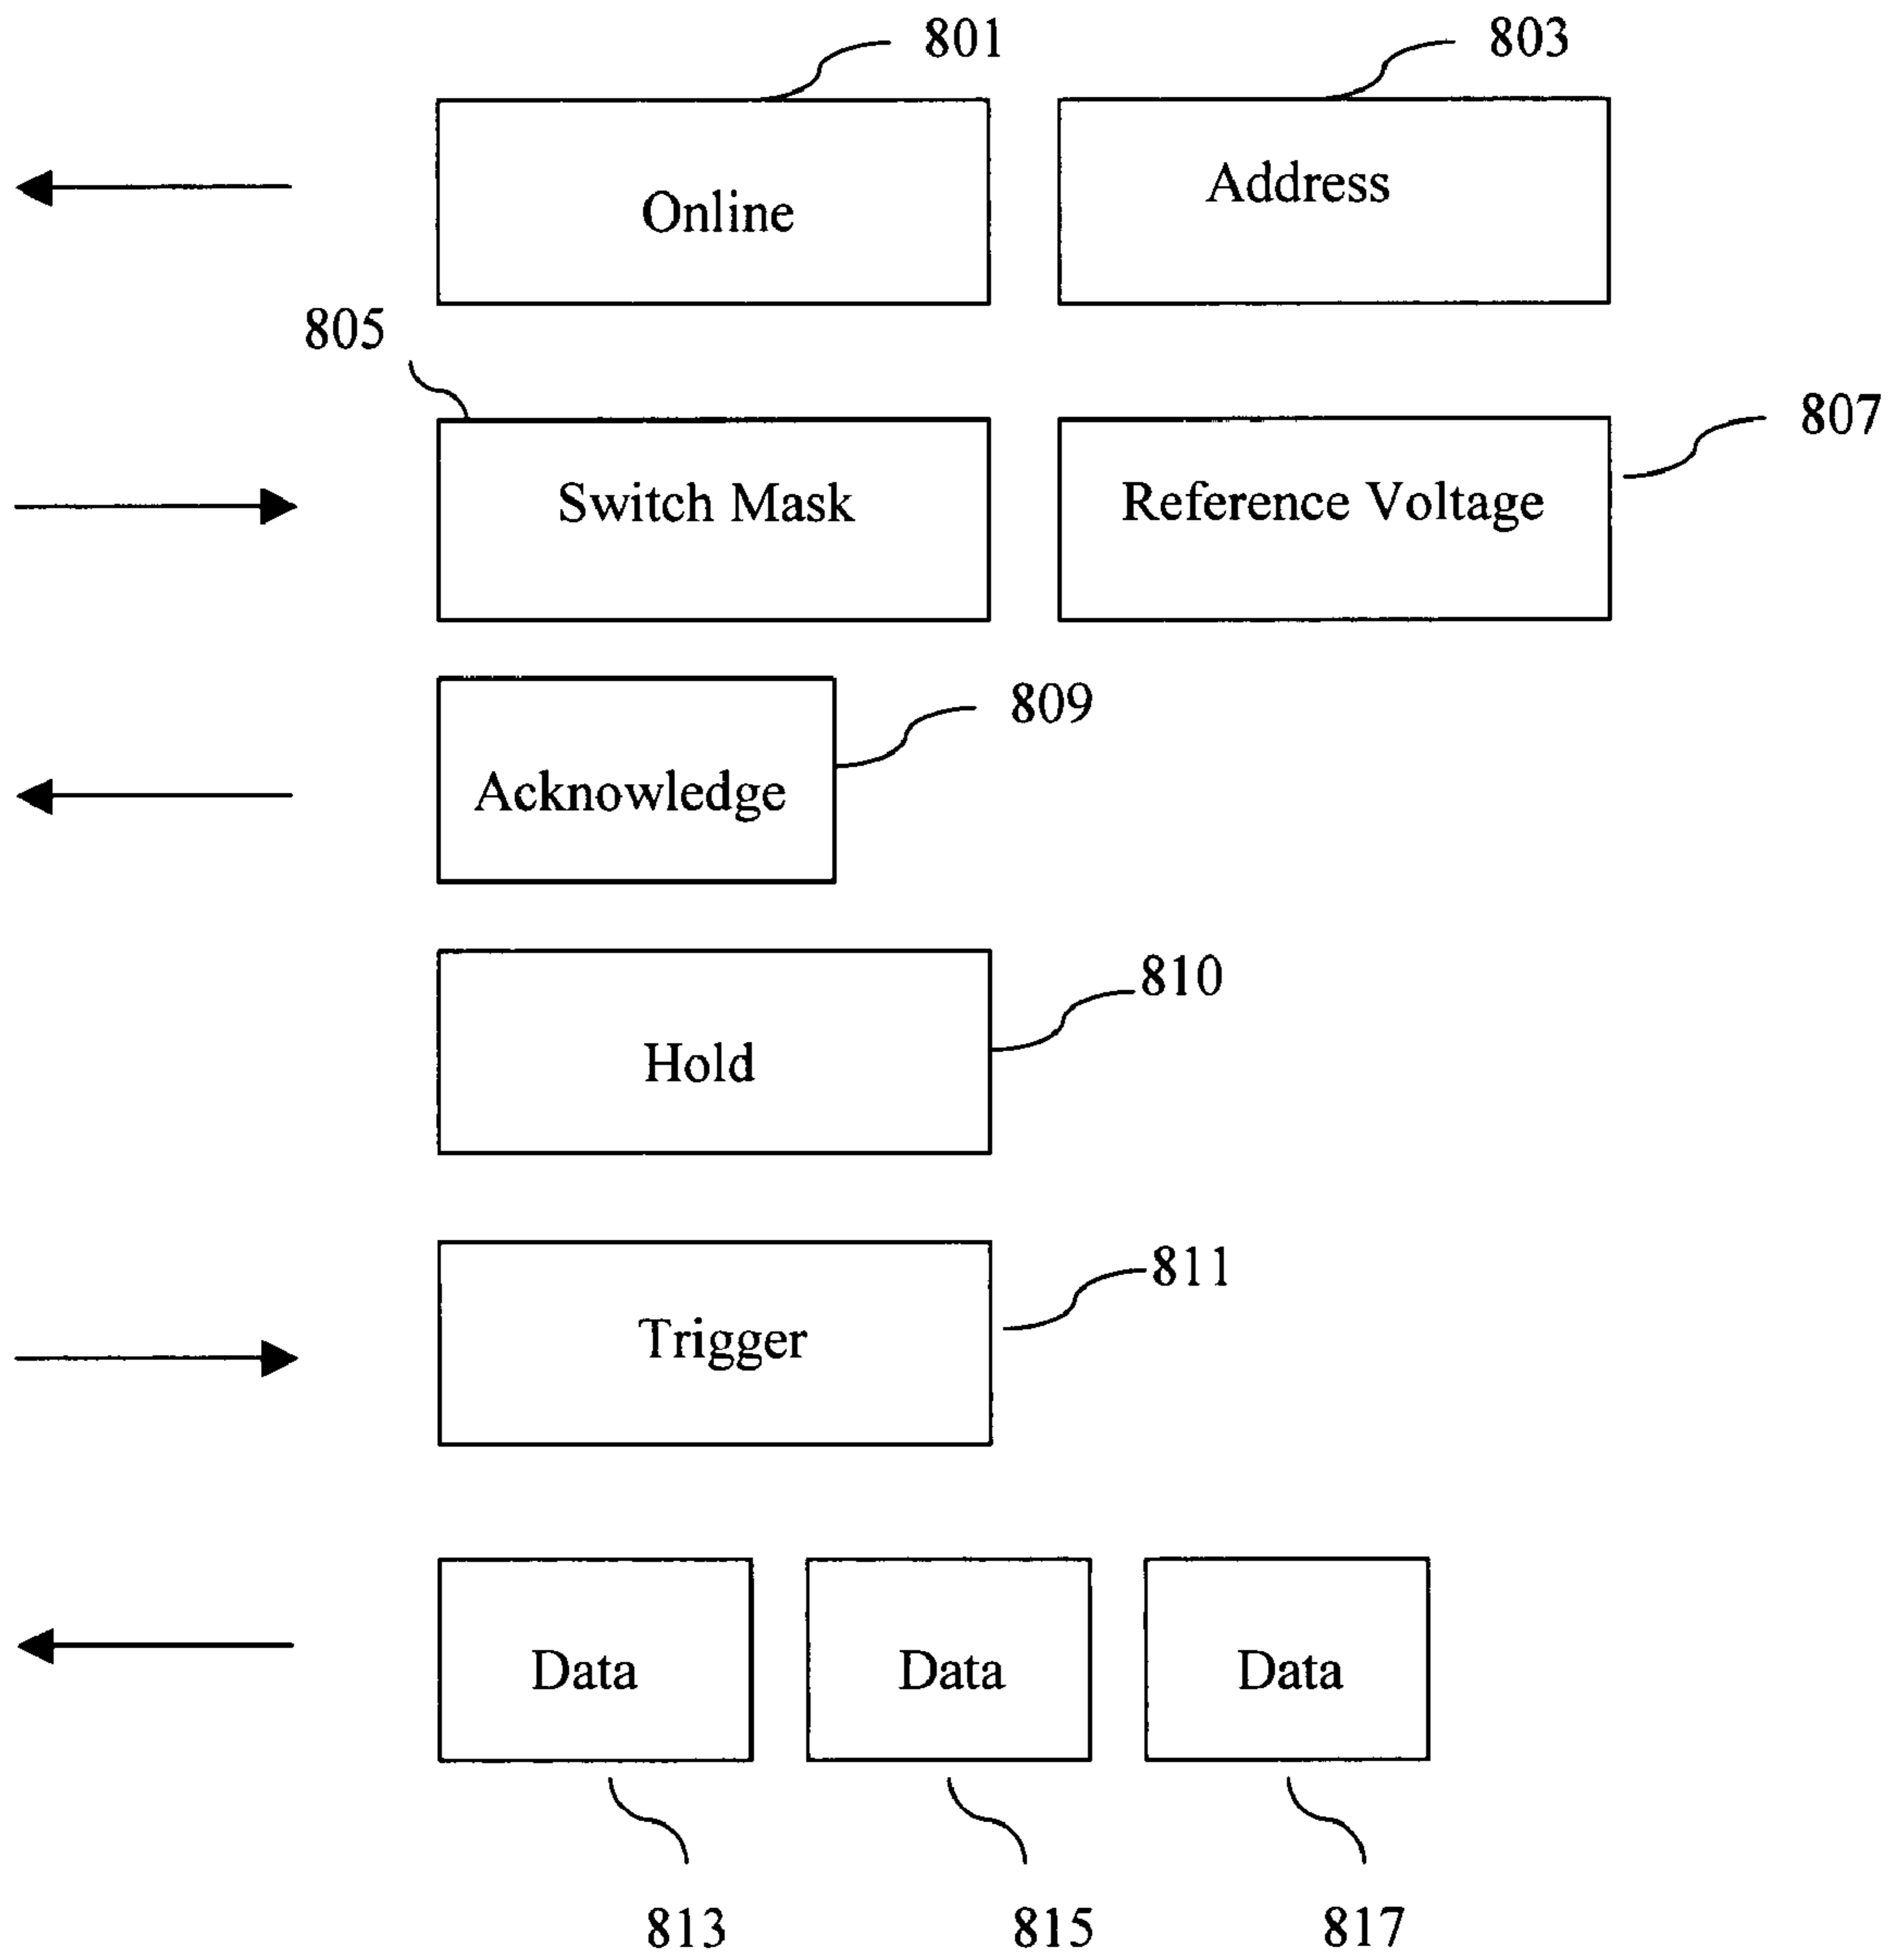 801
803
Online
Address
805
807
Switch Mask
Reference Voltage
809
Acknowledge
810
Hold
811
Trigger
Data
Data
Data
813
815
817